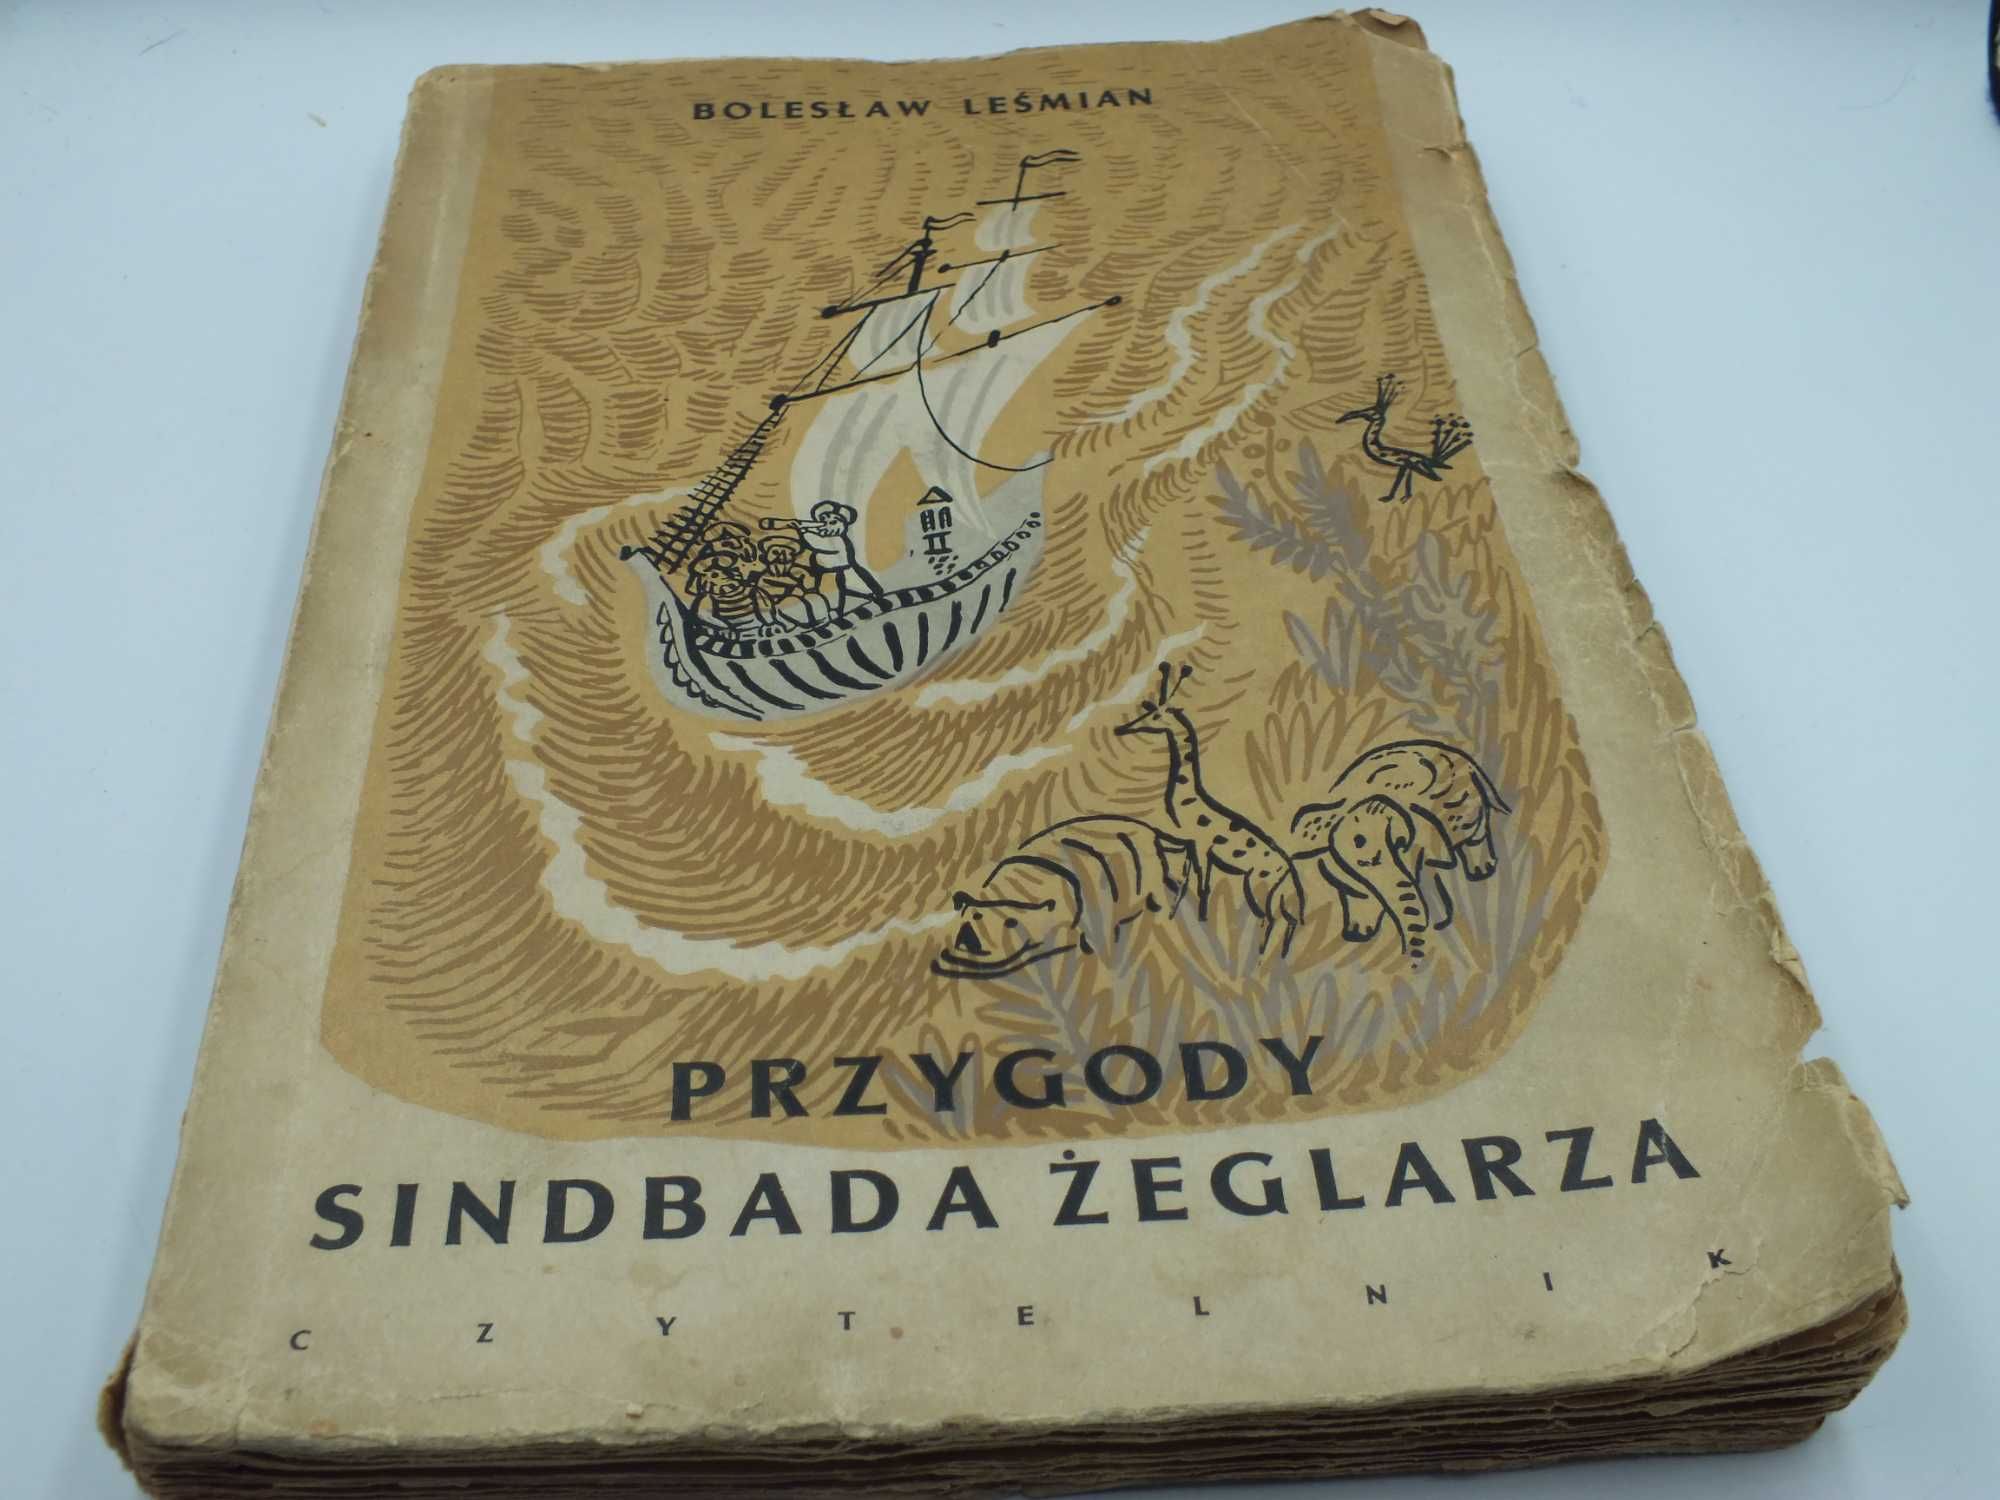 BOLESŁAW LEŚMIAN
PRZYGODY
SINDBADA ŻEGLARZA
CZYTELNIK